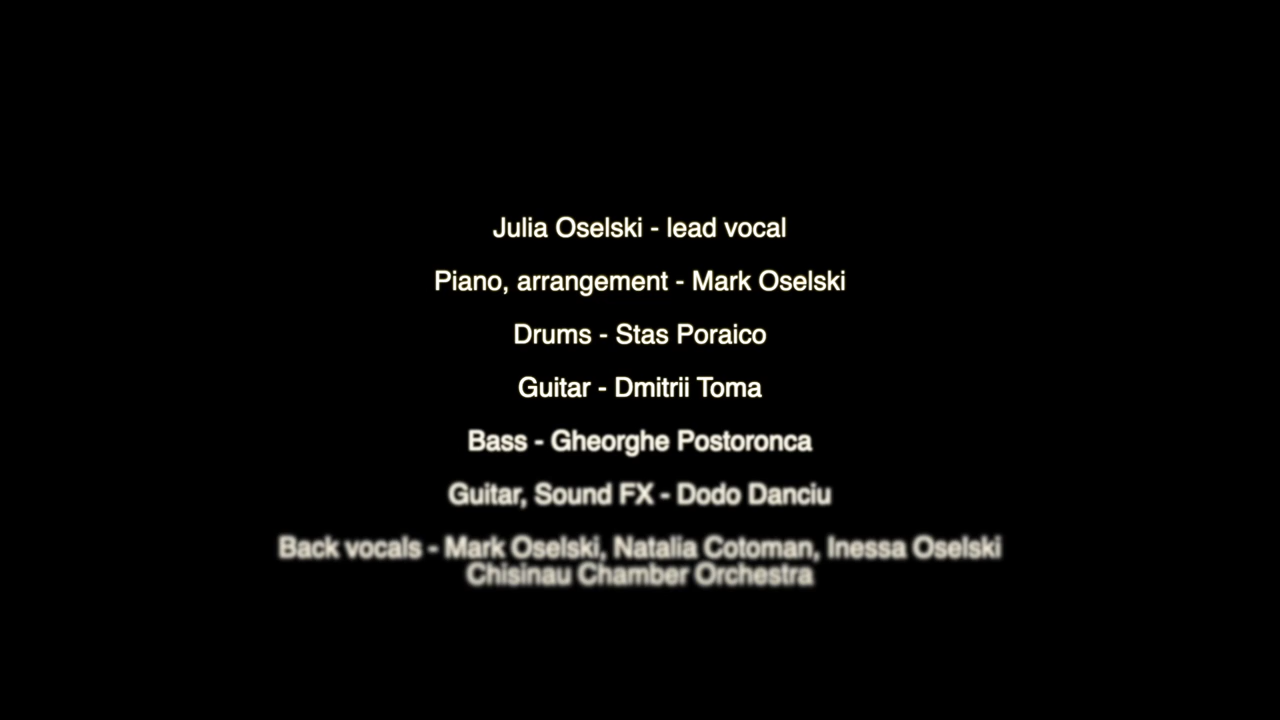 Julia Oselski - lead vocal
Piano, arrangement - Mark Oselski
Drums - Stas Poraico
Guitar - Dmitrii Toma
Bass - Gheorghe Postoronca
Guitar, Sound FX - Dodo Danciu
Back vocals - Mark Oselski, Natalia Cotoman, Inessa Oselski
Chisinau Chamber Orchestra